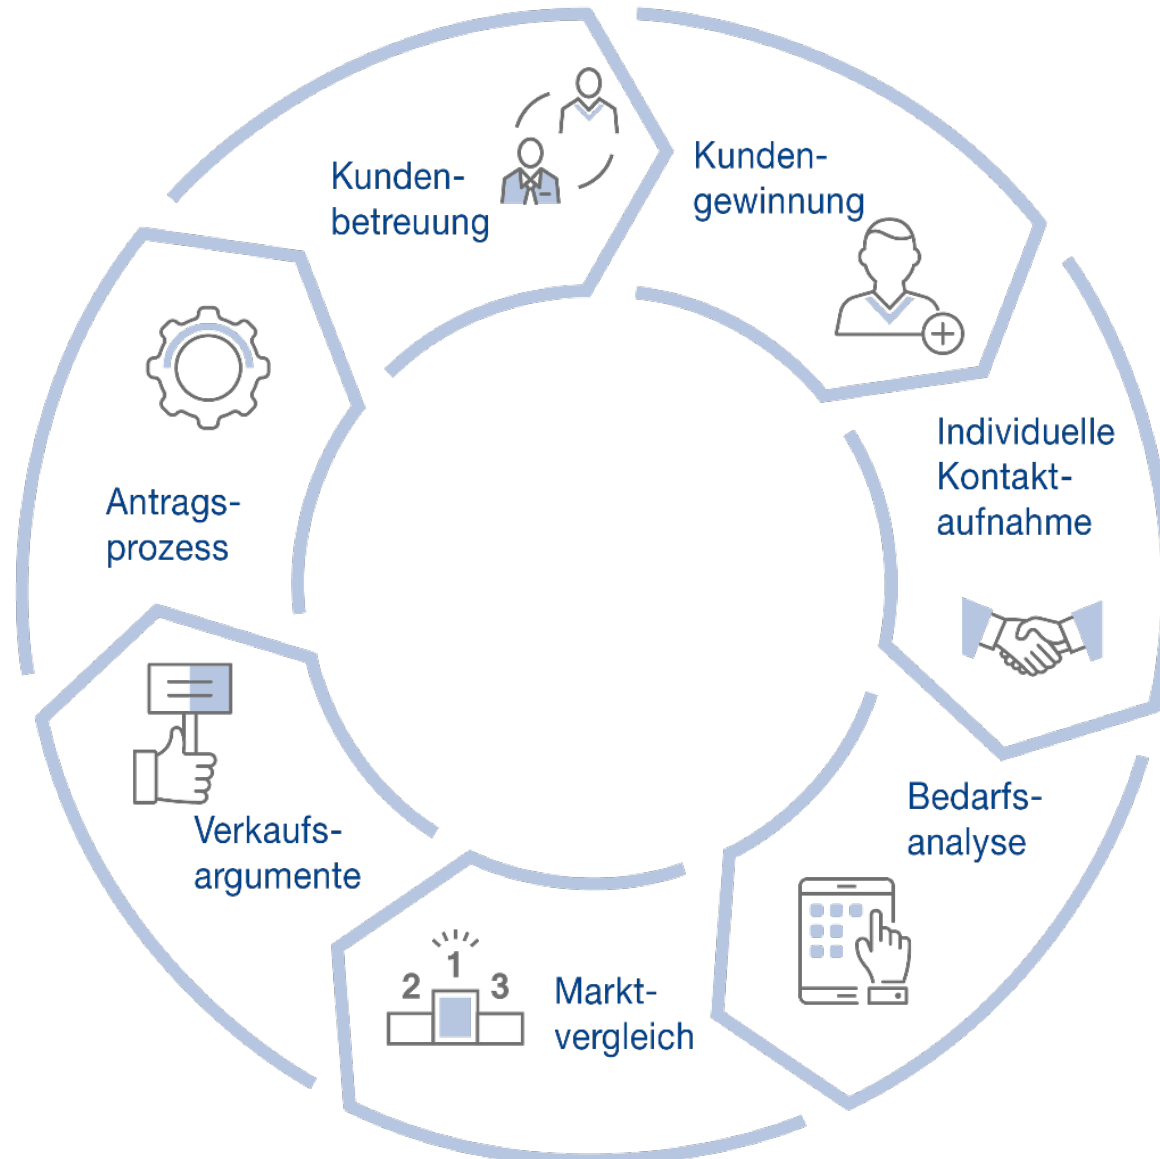 Kunden-
gewinnung
Individuelle
Kontakt-
aufnahme
Bedarfs-
analyse
Markt-
vergleich
2 1 3
Verkaufs-
argumente
Antrags-
prozess
Kunden-
betreuung